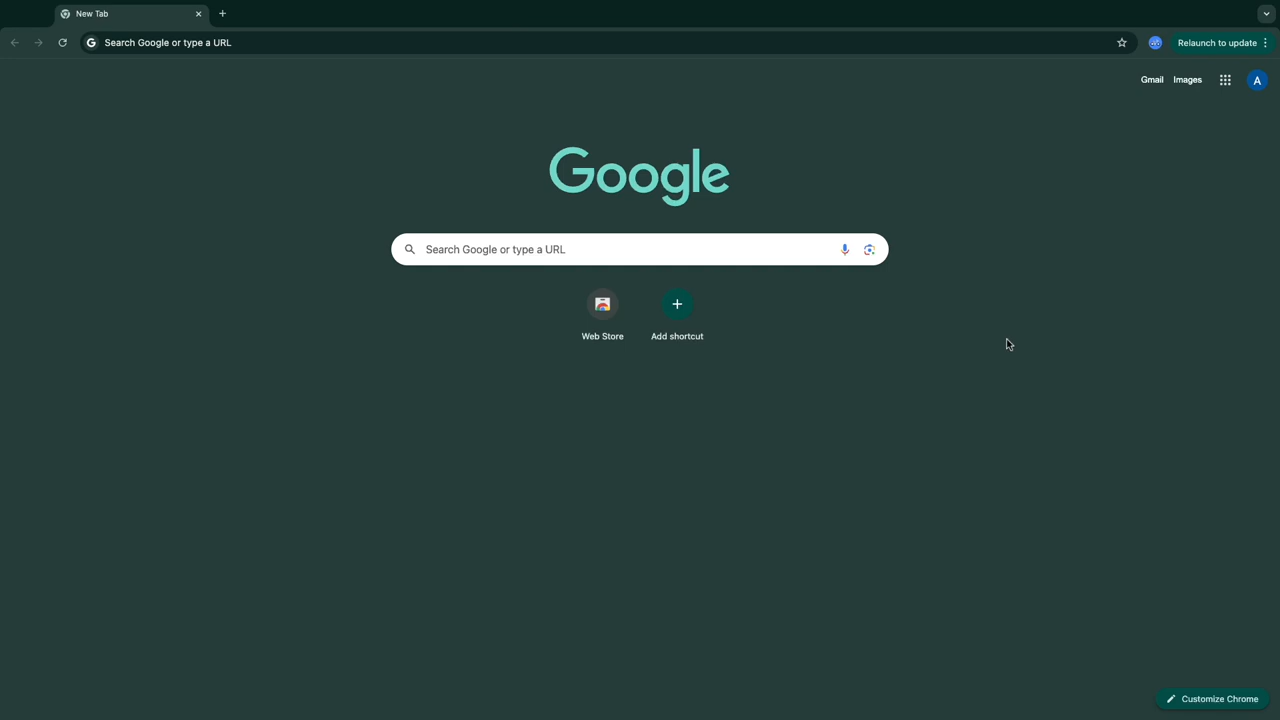 New Tab
Search Google or type a URL
Relaunch to update
Gmail
Images
A
Google
Search Google or type a URL
Web Store
Add shortcut
Customize Chrome